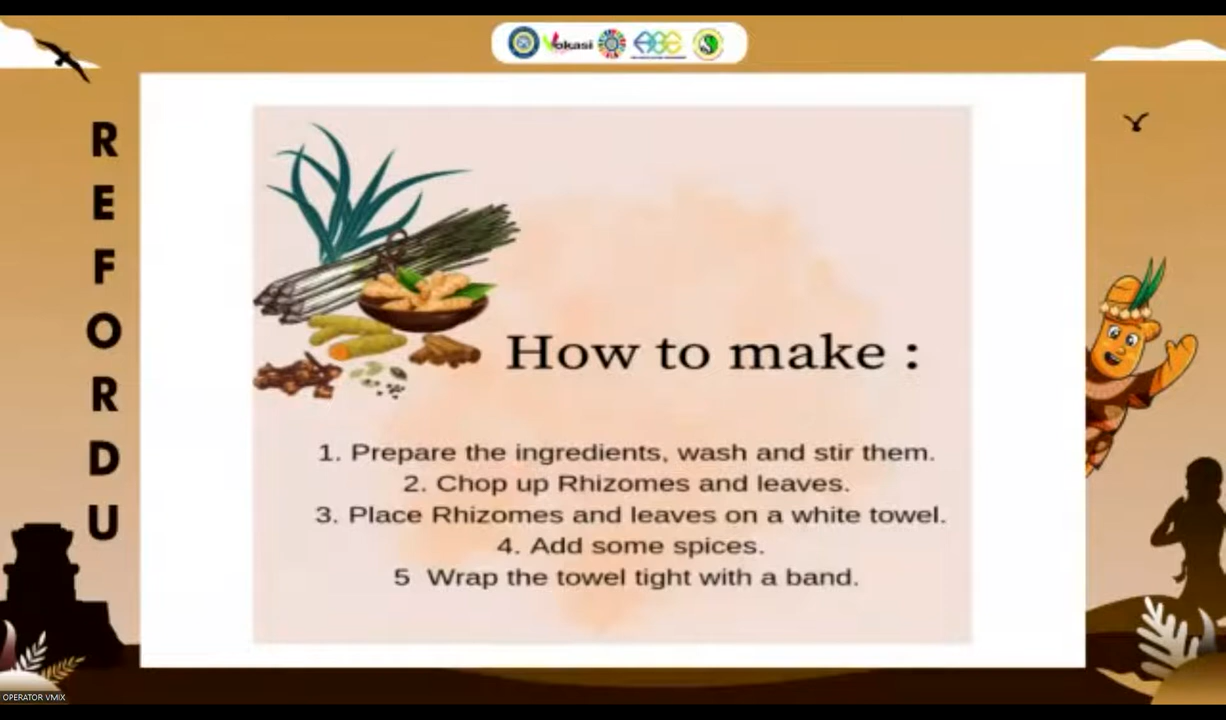 Vokasi
REFORDU
How to make :
1. Prepare the ingredients, wash and stir them.
2. Chop up Rhizomes and leaves.
3. Place Rhizomes and leaves on a white towel.
4. Add some spices.
5 Wrap the towel tight with a band.
OPERATOR VMIX